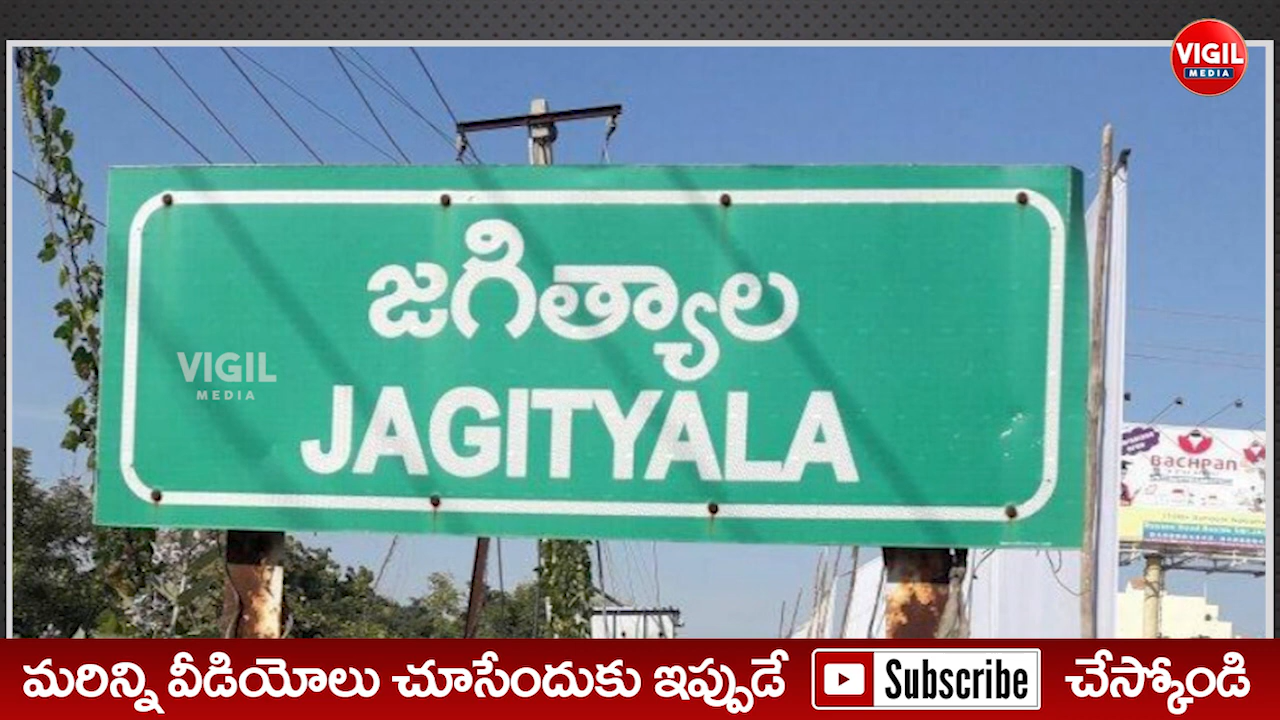 VIGIL
MEDIA
జగిత్యాల
VIGIL
MEDIA
JAGITYALA
BACHPAN
మరిన్ని వీడియోలు చూసేందుకు ఇప్పుడే Subscribe చేస్కోండి